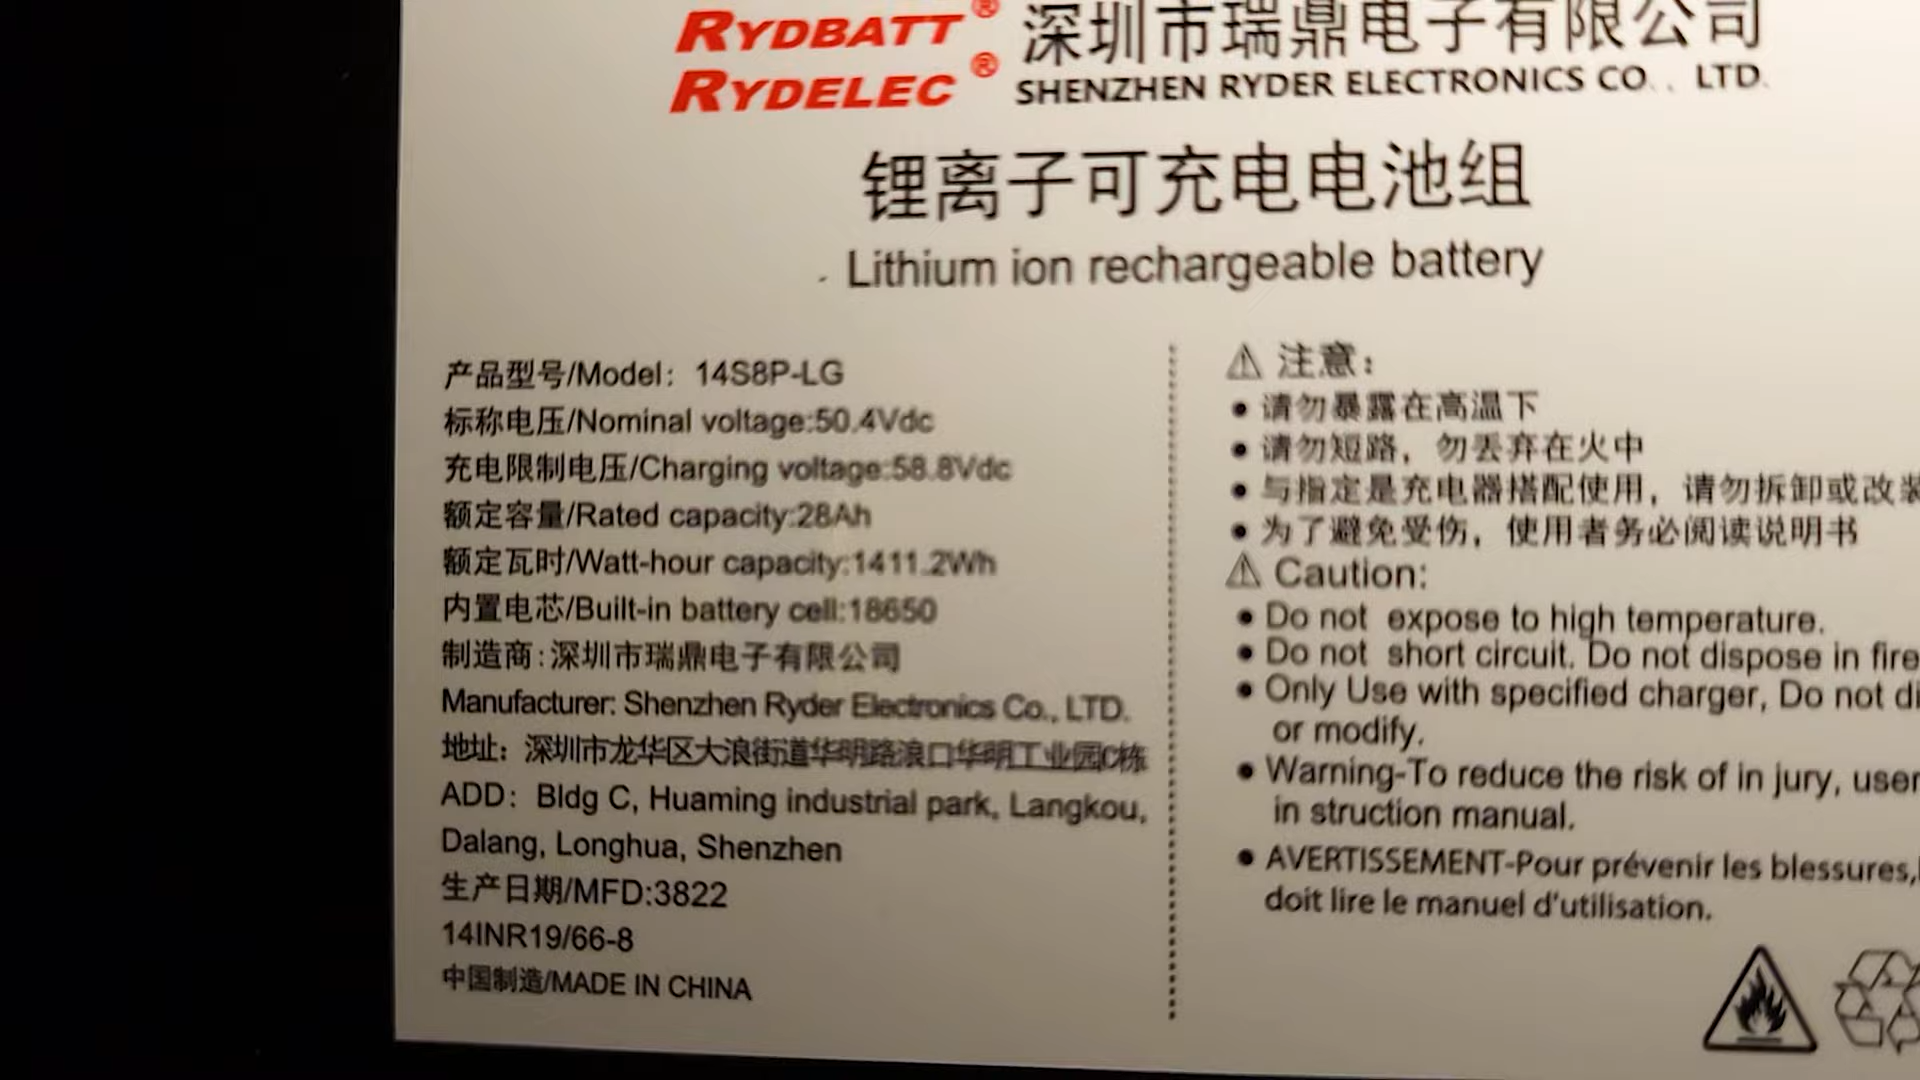 RYDBATT® 深圳市瑞鼎电子有限公司
RYDELEC® SHENZHEN RYDER ELECTRONICS CO., LTD.
锂离子可充电电池组
Lithium ion rechargeable battery
产品型号/Model：14S8P-LG
标称电压/Nominal voltage:50.4Vdc
充电限制电压/Charging voltage:58.8Vdc
额定容量/Rated capacity:28Ah
额定瓦时/Watt-hour capacity:1411.2Wh
内置电芯/Built-in battery cell:18650
制造商:深圳市瑞鼎电子有限公司
Manufacturer: Shenzhen Ryder Electronics Co., LTD.
地址：深圳市龙华区大浪街道华明路浪口华明工业园C栋
ADD：Bldg C, Huaming industrial park, Langkou,
Dalang, Longhua, Shenzhen
生产日期/MFD:3822
14INR19/66-8
中国制造/MADE IN CHINA
⚠ 注意：
● 请勿暴露在高温下
● 请勿短路，勿丢弃在火中
● 与指定是充电器搭配使用，请勿拆卸或改装
● 为了避免受伤，使用者务必阅读说明书
⚠ Caution:
● Do not expose to high temperature.
● Do not short circuit. Do not dispose in fire
● Only Use with specified charger, Do not di
or modify.
● Warning-To reduce the risk of in jury, user
in struction manual.
● AVERTISSEMENT-Pour prévenir les blessures,
doit lire le manuel d'utilisation.